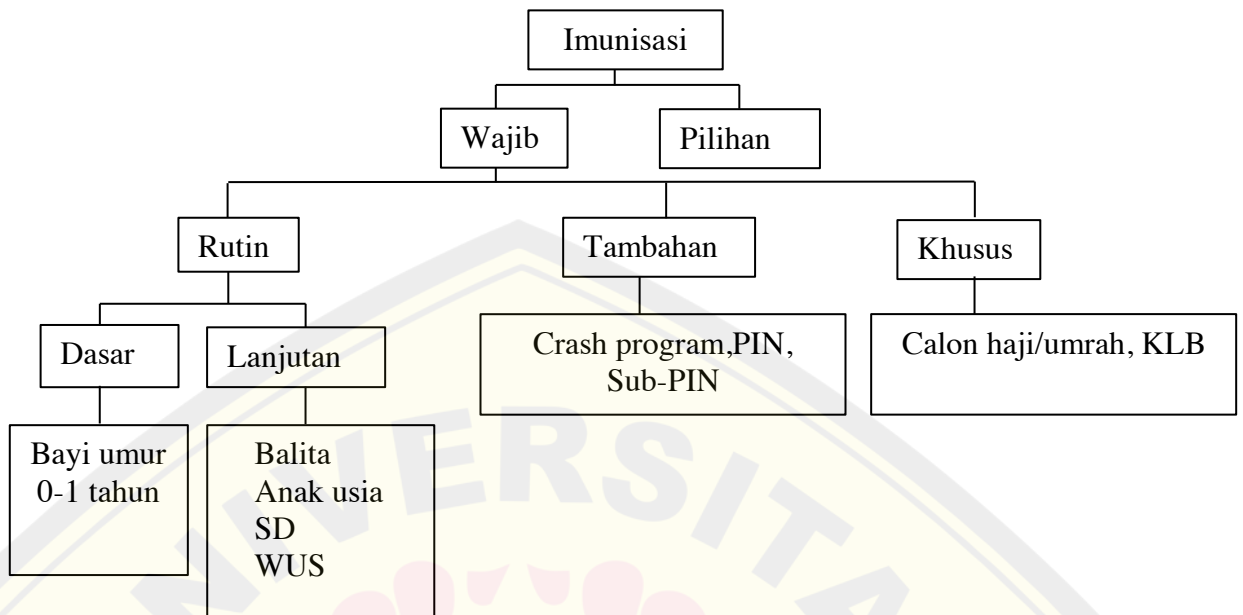 Imunisasi
Wajib
Pilihan
Rutin
Tambahan
Khusus
Dasar
Lanjutan
Crash program,PIN,
Sub-PIN
Calon haji/umrah, KLB
Bayi umur
0-1 tahun
Balita
Anak usia
SD
WUS
NIVERSITA